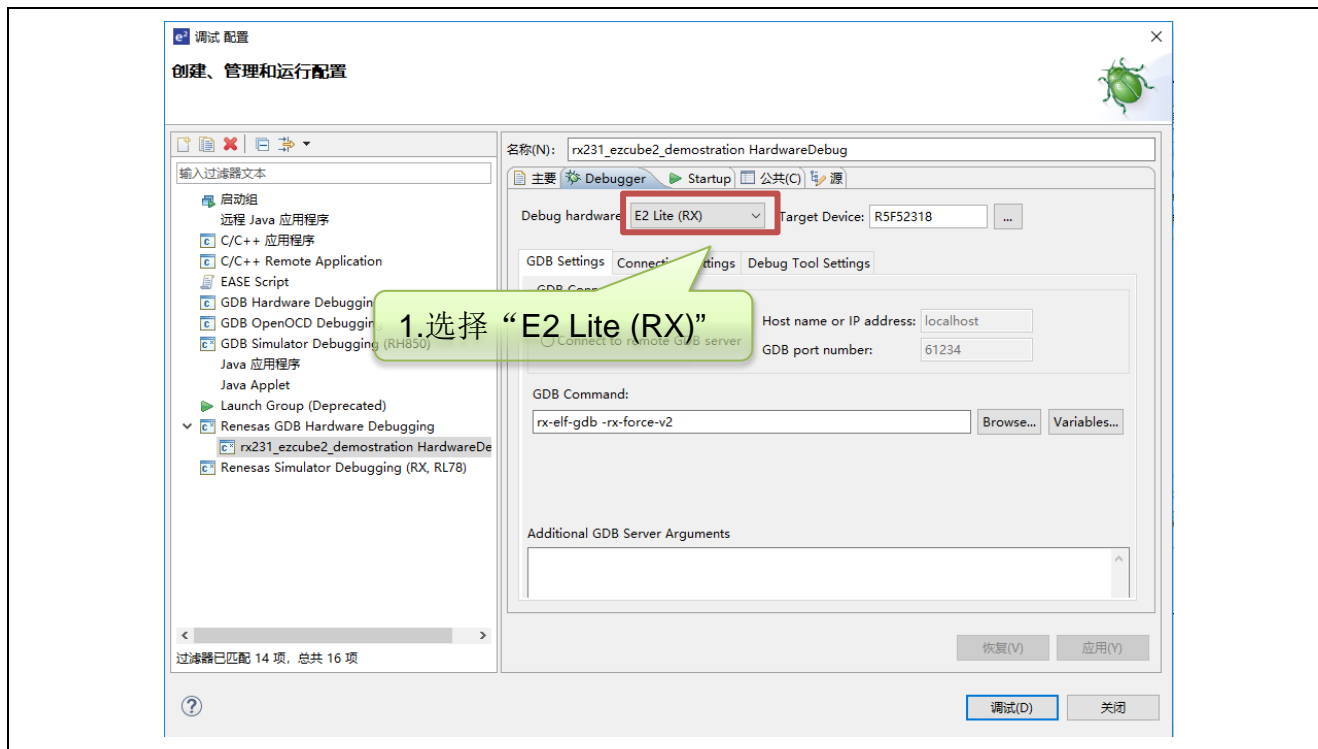 e² 调试 配置
创建、管理和运行配置
输入过滤器文本
启动组
远程 Java 应用程序
C/C++ 应用程序
C/C++ Remote Application
EASE Script
GDB Hardware Debuggin
GDB OpenOCD Debuggin
GDB Simulator Debugging (RH850)
Java 应用程序
Java Applet
Launch Group (Deprecated)
Renesas GDB Hardware Debugging
rx231_ezcube2_demostration HardwareDe
Renesas Simulator Debugging (RX, RL78)
过滤器已匹配 14 项，总共 16 项
名称(N): rx231_ezcube2_demostration HardwareDebug
主要 Debugger Startup 公共(C) 源
Debug hardware E2 Lite (RX) Target Device: R5F52318 ...
GDB Settings Connection Settings Debug Tool Settings
1.选择“E2 Lite (RX)”
Host name or IP address: localhost
Connect to remote GDB server
GDB port number: 61234
GDB Command:
rx-elf-gdb -rx-force-v2 Browse... Variables...
Additional GDB Server Arguments
恢复(V) 应用(Y)
调试(D) 关闭